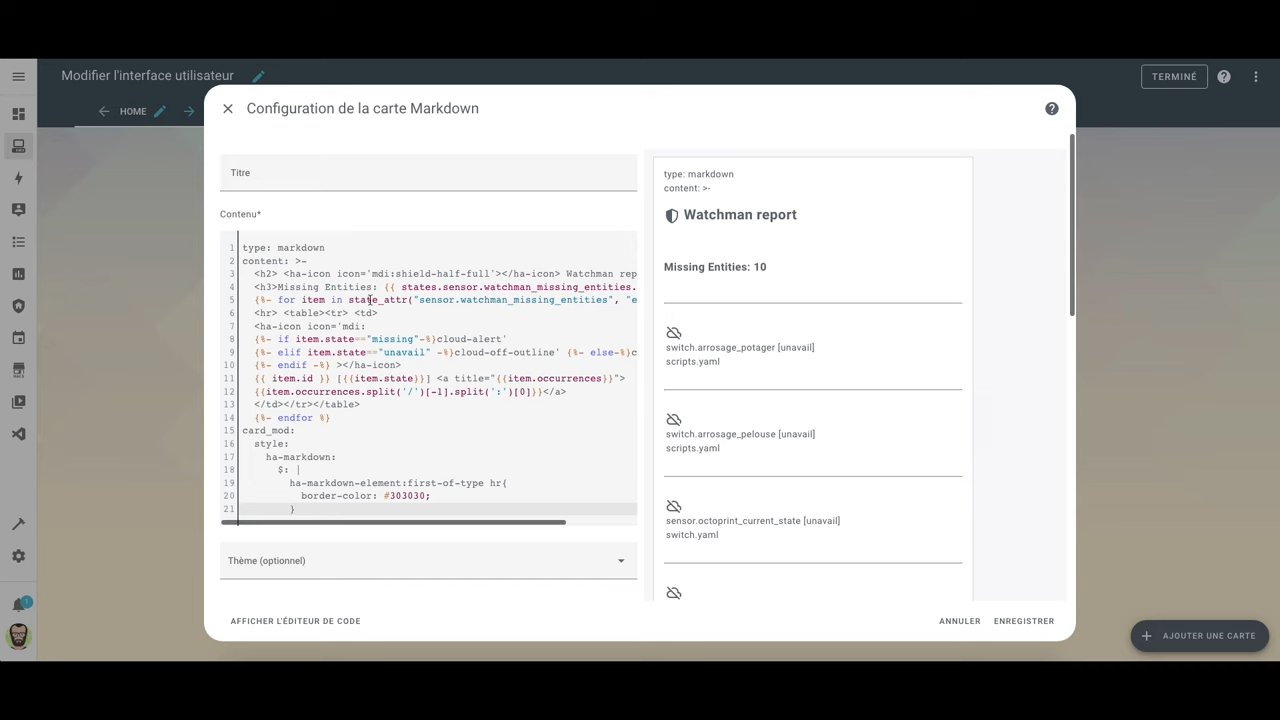 Modifier l'interface utilisateur
TERMINÉ
HOME
Configuration de la carte Markdown
Titre
Contenu*
1 type: markdown
2 content: >-
3 <h2> <ha-icon icon='mdi:shield-half-full'></ha-icon> Watchman rep
4 <h3>Missing Entities: {{ states.sensor.watchman_missing_entities.
5 {%- for item in state_attr("sensor.watchman_missing_entities", "e
6 <hr> <table><tr> <td>
7 <ha-icon icon='mdi:
8 {%- if item.state=="missing"-%}cloud-alert'
9 {%- elif item.state=="unavail" -%}cloud-off-outline' {%- else-%}c
10 {%- endif -%} ></ha-icon>
11 {{ item.id }} [{{item.state}}] <a title="{{item.occurrences}}">
12 {{item.occurrences.split('/')[-1].split(':')[0]}}</a>
13 </td></tr></table>
14 {%- endfor %}
15 card_mod:
16 style:
17 ha-markdown:
18 $: |
19 ha-markdown-element:first-of-type hr{
20 border-color: #303030;
21 }
Thème (optionnel)
type: markdown
content: >-
Watchman report
Missing Entities: 10
switch.arrosage_potager [unavail]
scripts.yaml
switch.arrosage_pelouse [unavail]
scripts.yaml
sensor.octoprint_current_state [unavail]
switch.yaml
AFFICHER L'ÉDITEUR DE CODE
ANNULER
ENREGISTRER
AJOUTER UNE CARTE